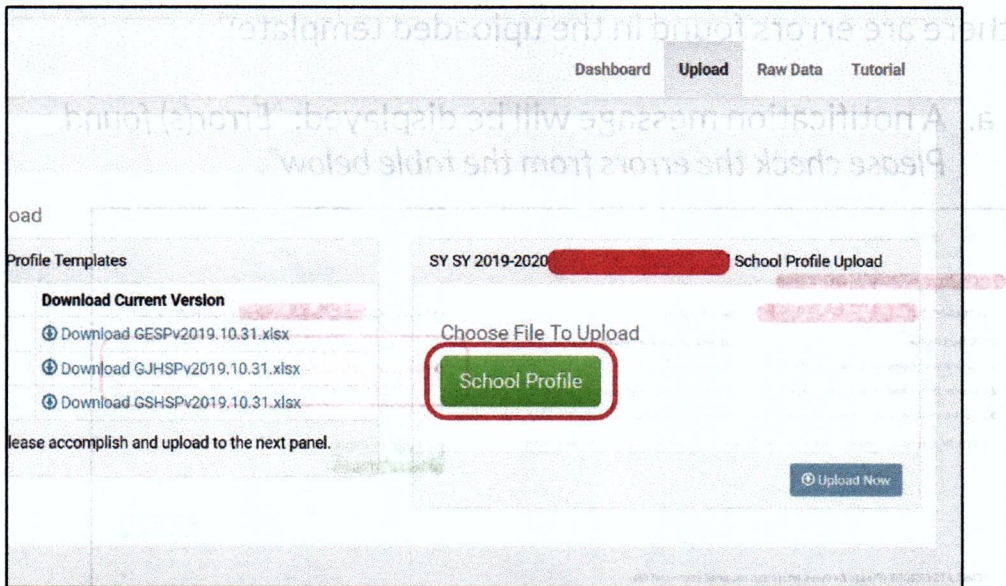 Dashboard Upload Raw Data Tutorial
oad
Profile Templates
Download Current Version
Download GESPv2019.10.31.xlsx
Download GJHSPv2019.10.31.xlsx
Download GSHSPv2019.10.31.xlsx
lease accomplish and upload to the next panel.
SY SY 2019-2020 School Profile Upload
Choose File To Upload
School Profile
Upload Now
here are errors found in the uploaded template:
a. A notification message will be displayed: "Error(s) found.
Please check the errors from the table below".